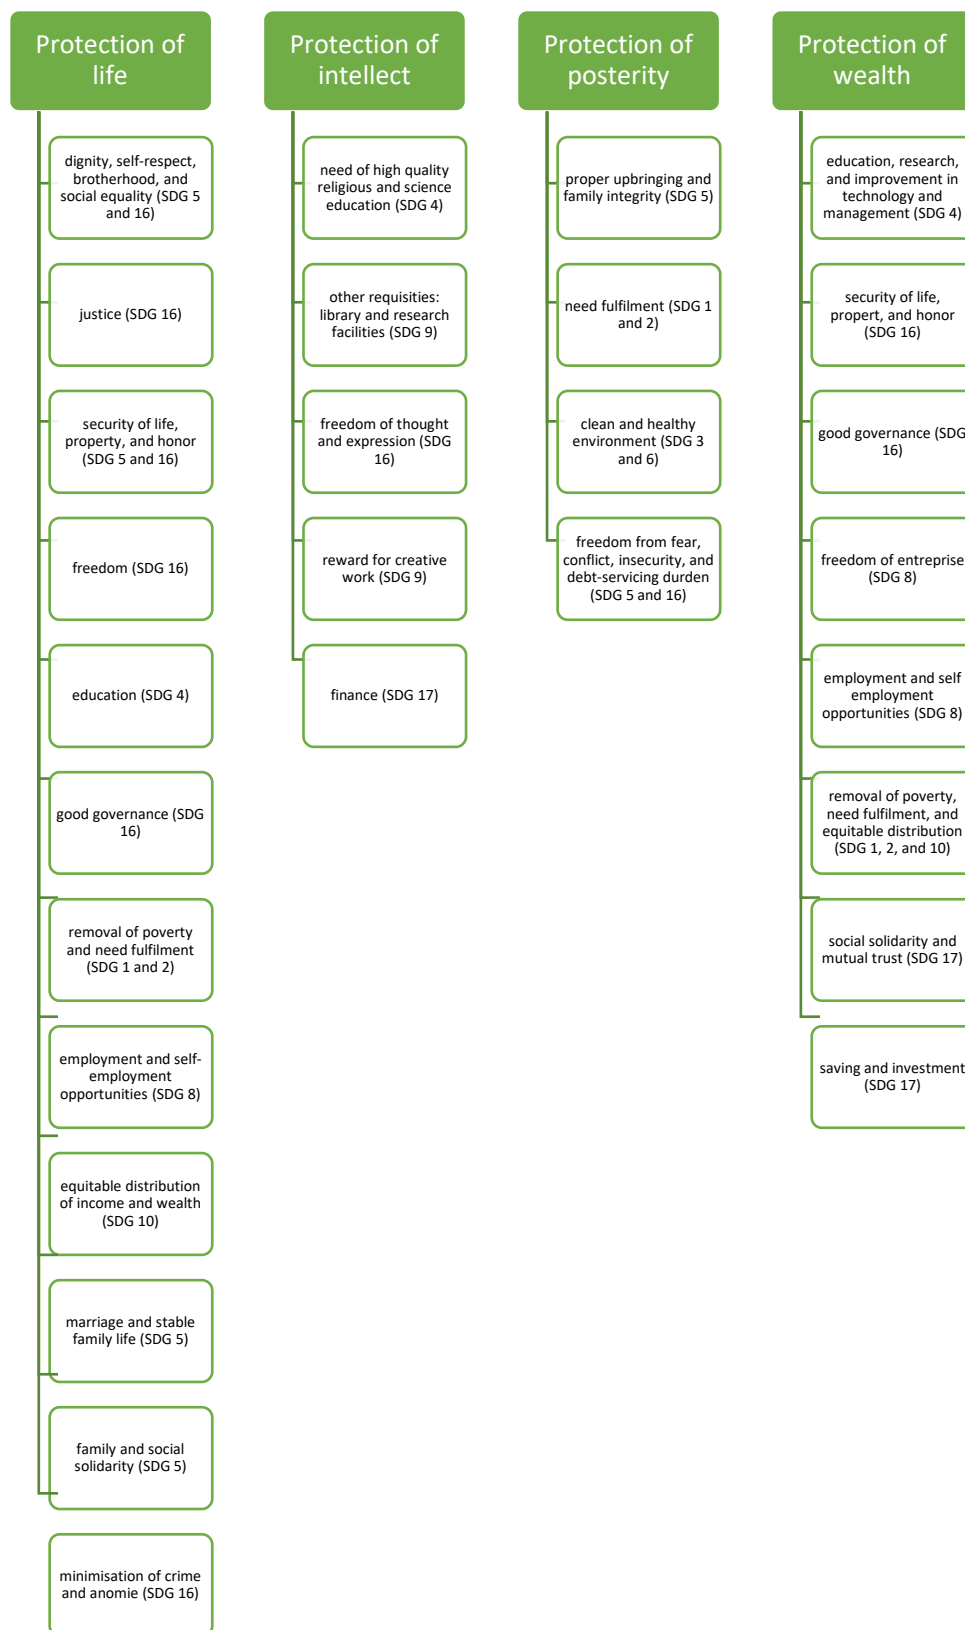 Protection of
life
dignity, self-respect,
brotherhood, and
social equality (SDG 5
and 16)
justice (SDG 16)
security of life,
property, and honor
(SDG 5 and 16)
freedom (SDG 16)
education (SDG 4)
good governance (SDG
16)
removal of poverty
and need fulfilment
(SDG 1 and 2)
employment and self-
employment
opportunities (SDG 8)
equitable distribution
of income and wealth
(SDG 10)
marriage and stable
family life (SDG 5)
family and social
solidarity (SDG 5)
minimisation of crime
and anomie (SDG 16)
Protection of
intellect
need of high quality
religious and science
education (SDG 4)
other requisities:
library and research
facilities (SDG 9)
freedom of thought
and expression (SDG
16)
reward for creative
work (SDG 9)
finance (SDG 17)
Protection of
posterity
proper upbringing and
family integrity (SDG 5)
need fulfilment (SDG 1
and 2)
clean and healthy
environment (SDG 3
and 6)
freedom from fear,
conflict, insecurity, and
debt-servicing durden
(SDG 5 and 16)
Protection of
wealth
education, research,
and improvement in
technology and
management (SDG 4)
security of life,
propert, and honor
(SDG 16)
good governance (SDG
16)
freedom of entreprise
(SDG 8)
employment and self
employment
opportunities (SDG 8)
removal of poverty,
need fulfilment, and
equitable distribution
(SDG 1, 2, and 10)
social solidarity and
mutual trust (SDG 17)
saving and investment
(SDG 17)